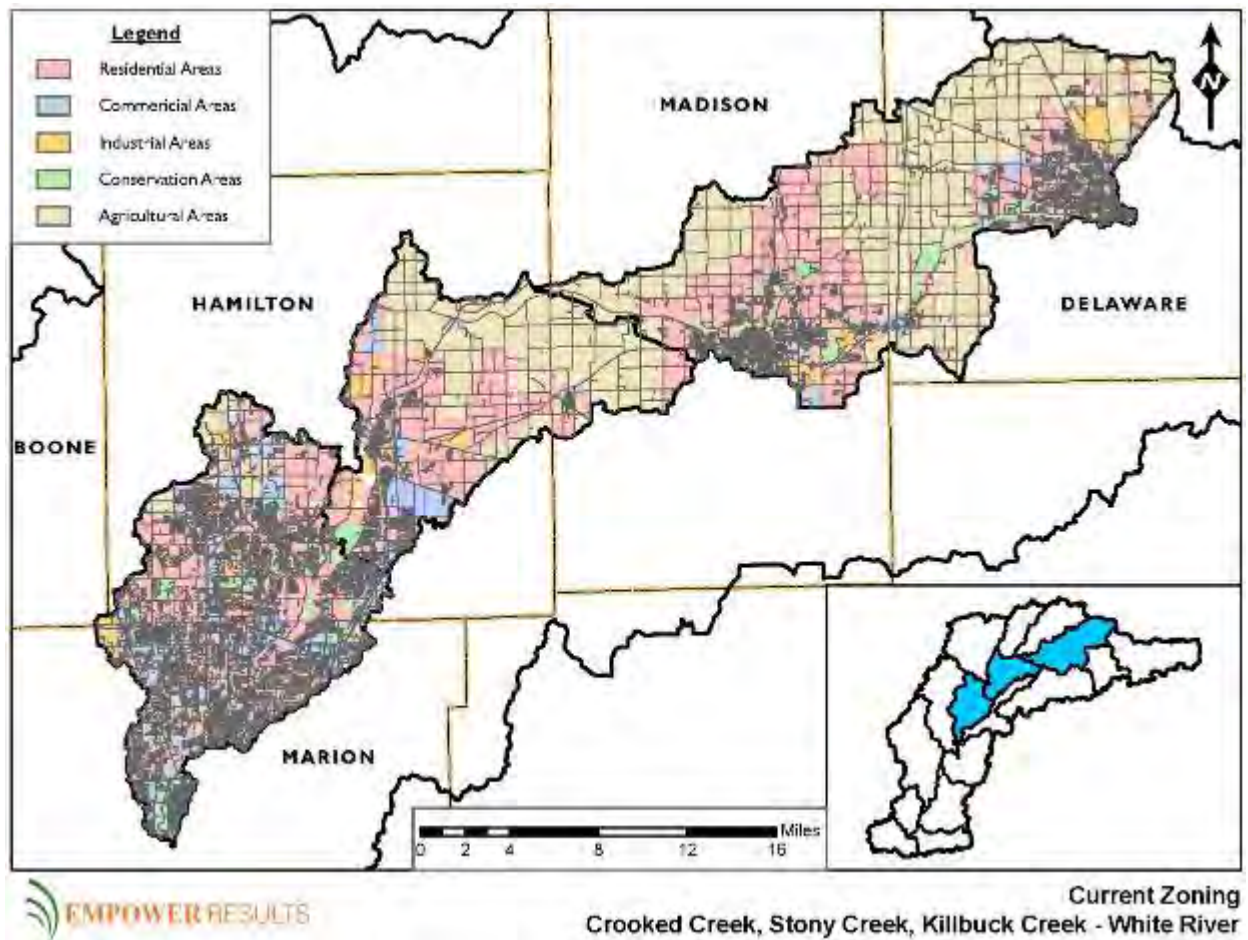 Legend
Residential Areas
Commericial Areas
Industrial Areas
Conservation Areas
Agricultural Areas
N
MADISON
HAMILTON
DELAWARE
BOONE
MARION
Miles
0 2 4 8 12 16
EMPOWER RESULTS
Current Zoning
Crooked Creek, Stony Creek, Killbuck Creek - White River